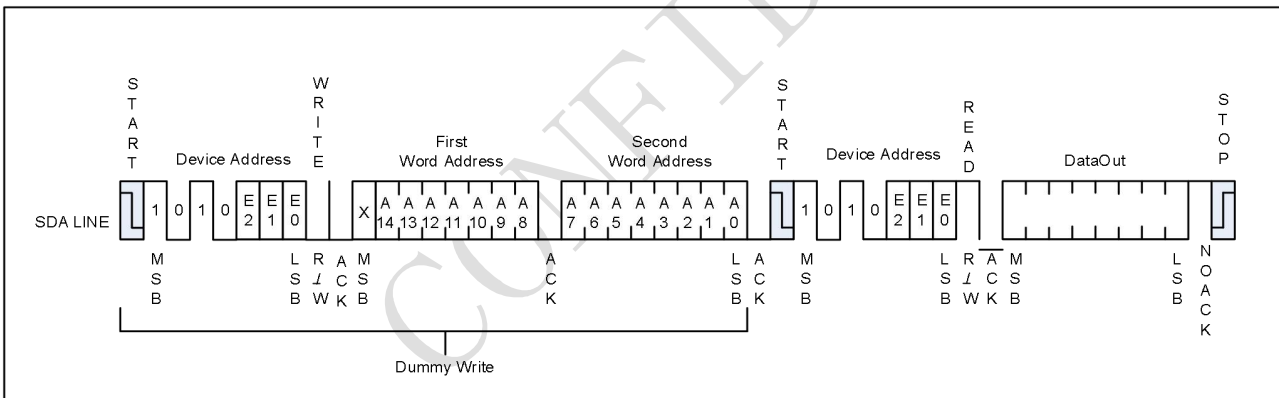 CONFID
START
WRITE
START
READ
STOP
Device Address
First
Word Address
Second
Word Address
Device Address
DataOut
SDA LINE
1 0 1 0 E2 E1 E0
X A14 A13 A12 A11 A10 A9 A8
A7 A6 A5 A4 A3 A2 A1 A0
1 0 1 0 E2 E1 E0
MSB
LSB
R/W
ACK
MSB
ACK
LSB
ACK
MSB
LSB
R/W
ACK
MSB
LSB
NOACK
Dummy Write